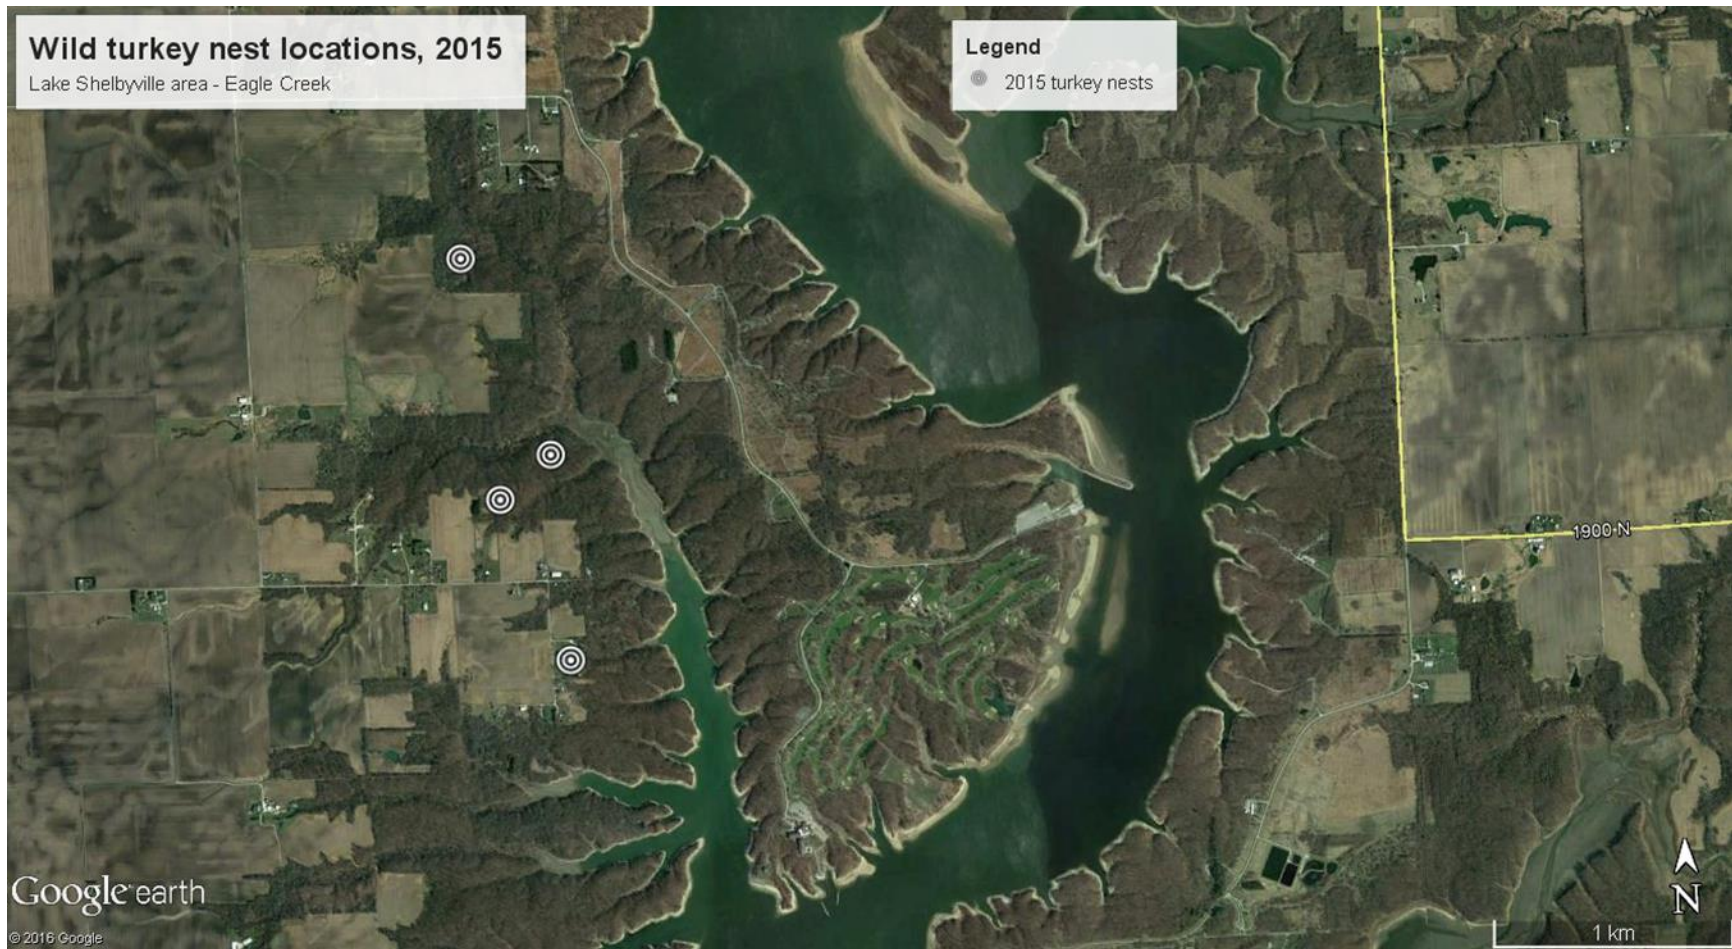 Wild turkey nest locations, 2015
Lake Shelbyville area - Eagle Creek
Legend
2015 turkey nests
1900 N
Google earth
© 2016 Google
N
1 km